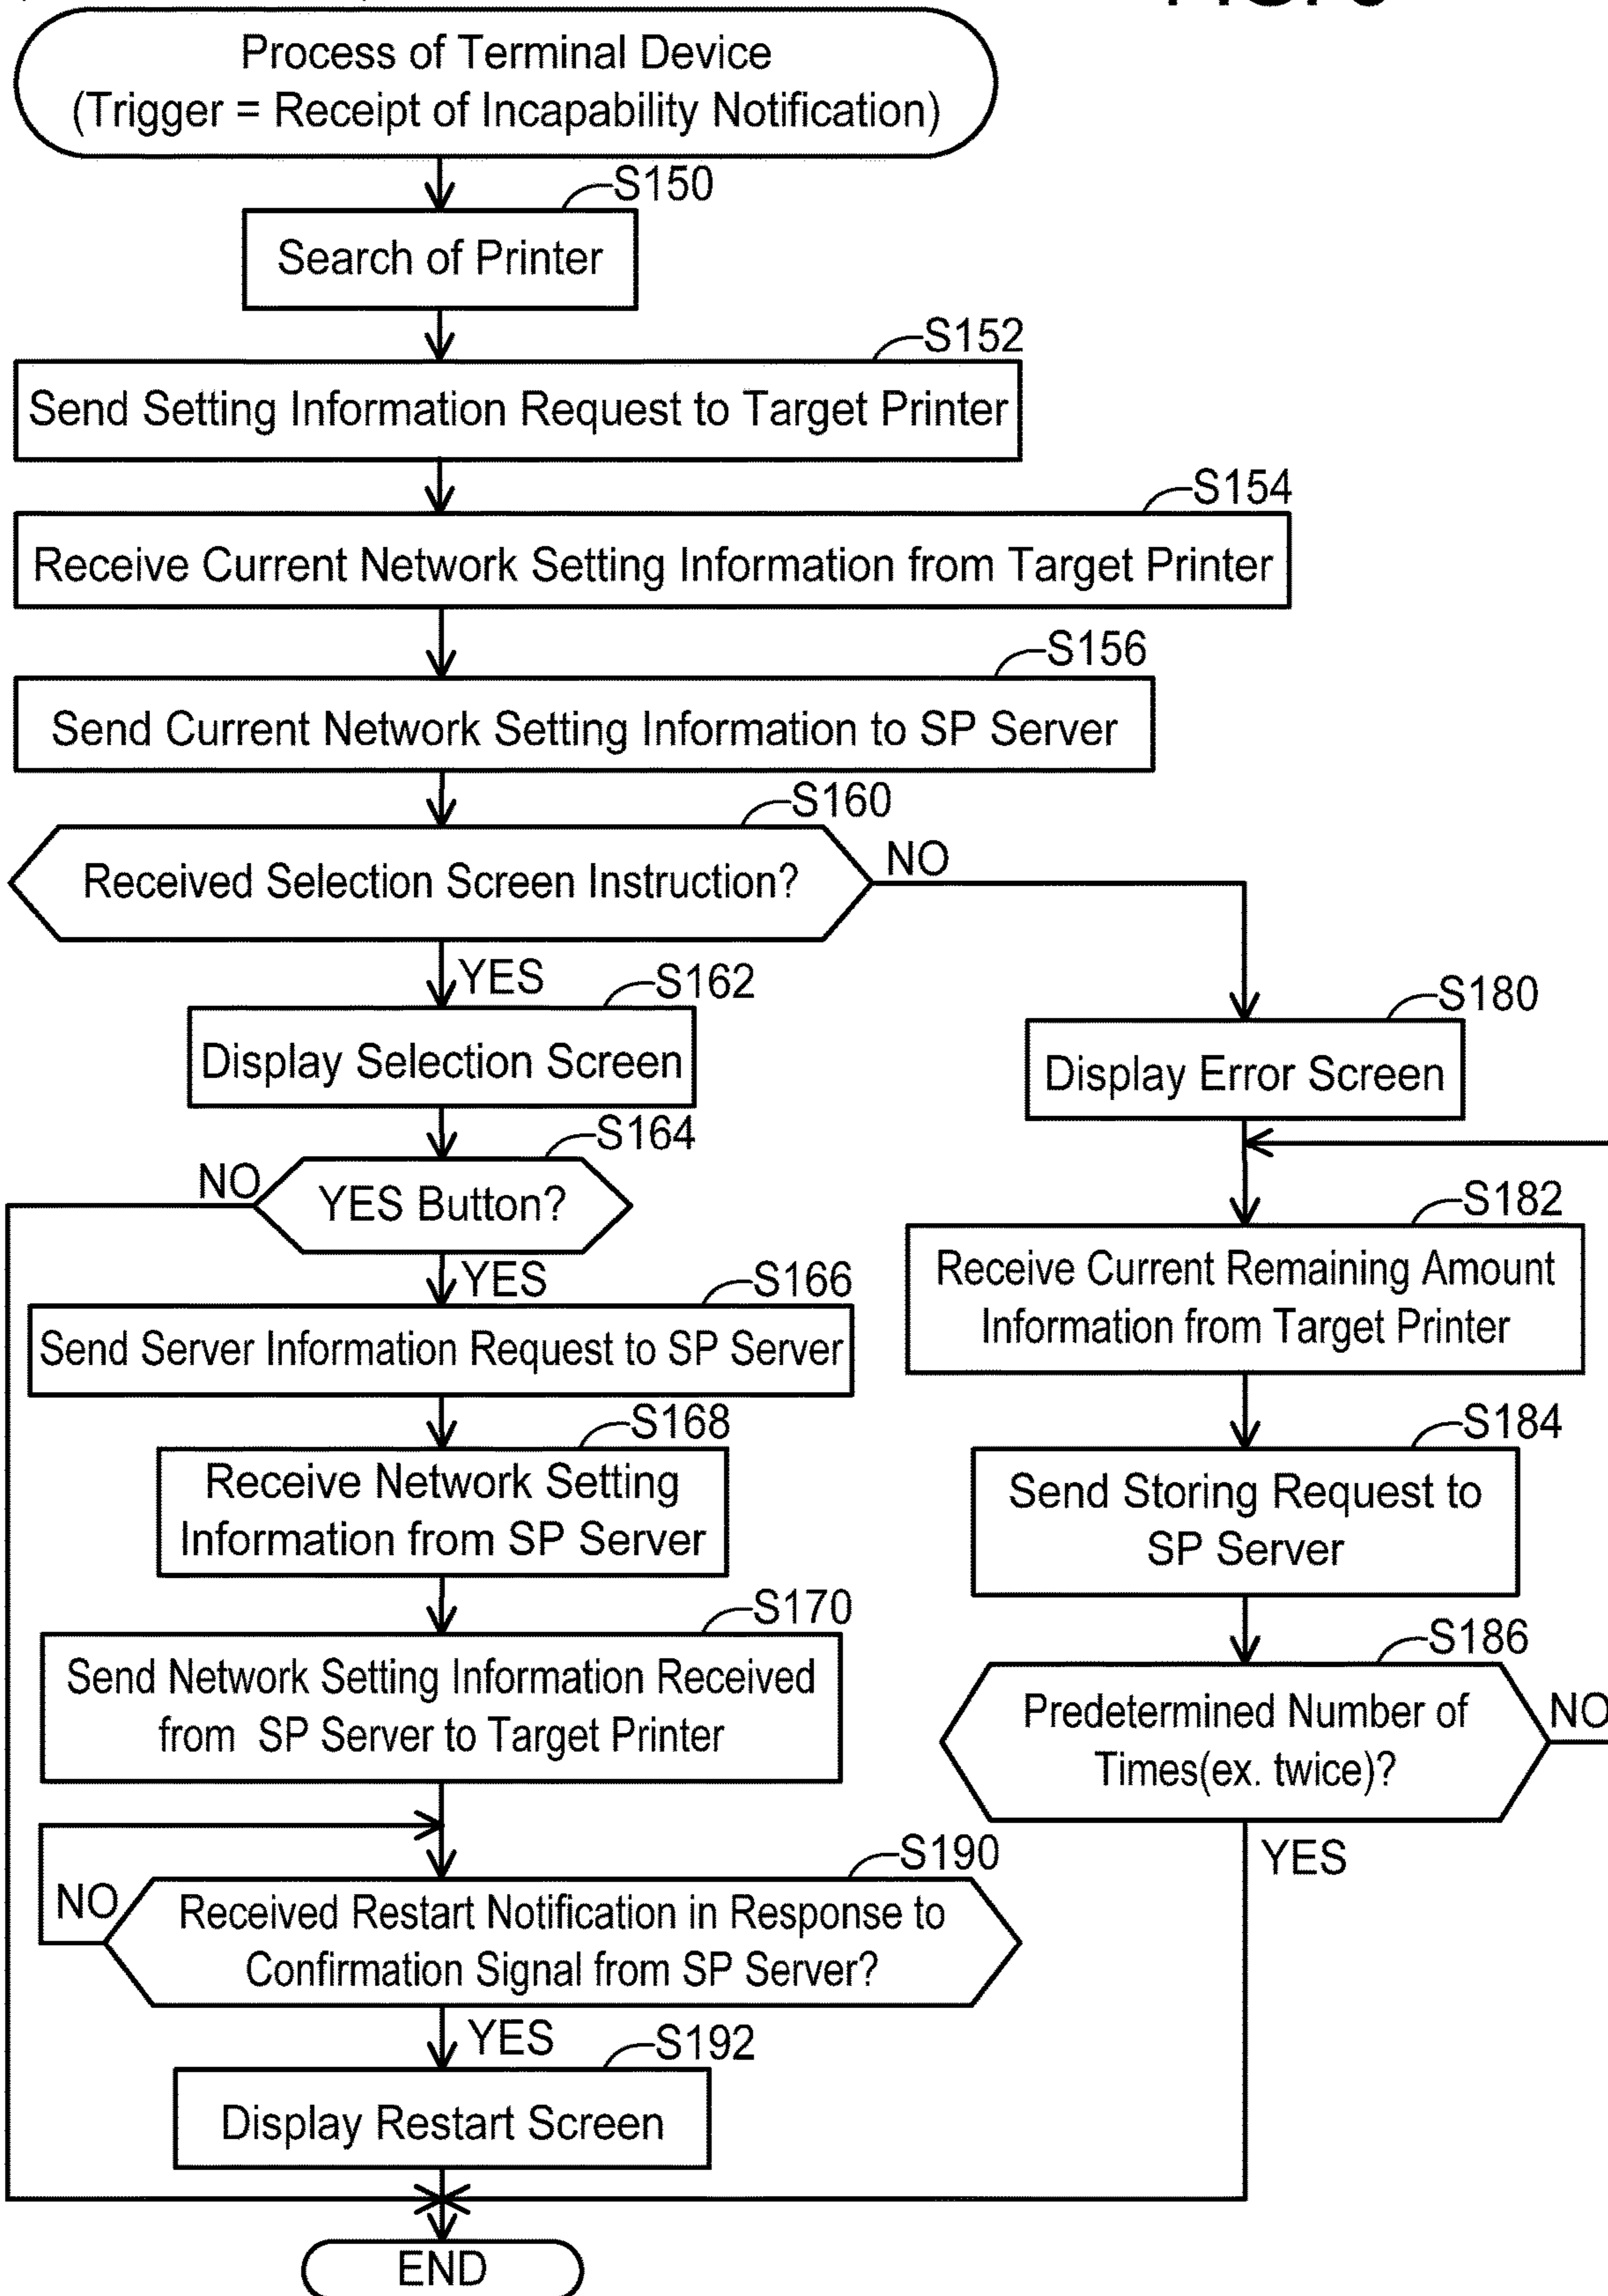 Process of Terminal Device
(Trigger = Receipt of Incapability Notification)
S150
Search of Printer
S152
Send Setting Information Request to Target Printer
S154
Receive Current Network Setting Information from Target Printer
S156
Send Current Network Setting Information to SP Server
S160
Received Selection Screen Instruction?
NO
YES
S162
Display Selection Screen
S180
Display Error Screen
S164
NO
YES Button?
YES
S166
Send Server Information Request to SP Server
S182
Receive Current Remaining Amount
Information from Target Printer
S168
Receive Network Setting
Information from SP Server
S184
Send Storing Request to
SP Server
S170
Send Network Setting Information Received
from SP Server to Target Printer
S186
Predetermined Number of
Times(ex. twice)?
NO
YES
S190
NO
Received Restart Notification in Response to
Confirmation Signal from SP Server?
YES
S192
Display Restart Screen
END